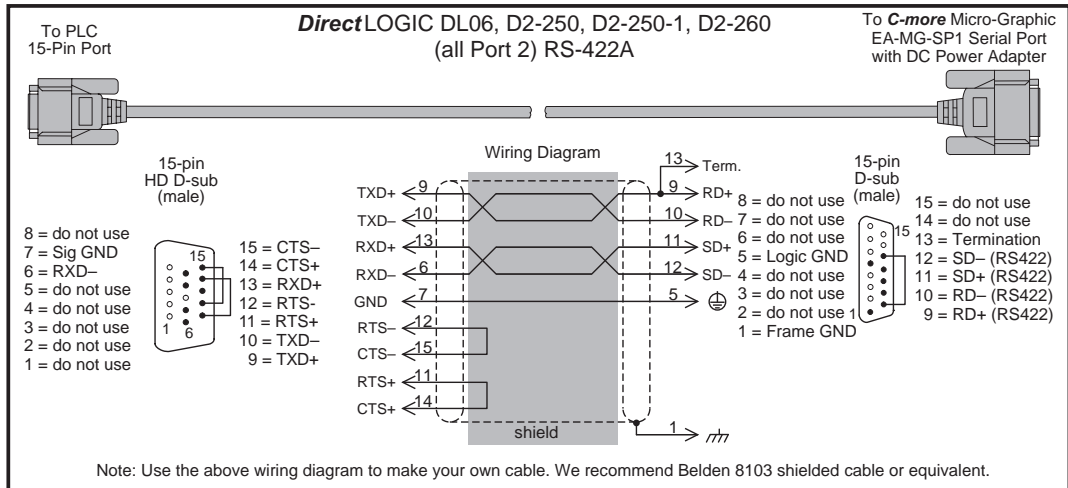 DirectLOGIC DL06, D2-250, D2-250-1, D2-260
(all Port 2) RS-422A
To PLC
15-Pin Port
To C-more Micro-Graphic
EA-MG-SP1 Serial Port
with DC Power Adapter
15-pin
HD D-sub
(male)
8 = do not use
7 = Sig GND
6 = RXD–
5 = do not use
4 = do not use
3 = do not use
2 = do not use
1 = do not use
15
1
6
15 = CTS–
14 = CTS+
13 = RXD+
12 = RTS-
11 = RTS+
10 = TXD–
9 = TXD+
Wiring Diagram
13 Term.
TXD+ 9 9 RD+
TXD– 10 10 RD–
RXD+ 13 11 SD+
RXD– 6 12 SD–
GND 7 5
RTS– 12
CTS– 15
RTS+ 11
CTS+ 14
shield
1
8 = do not use
7 = do not use
6 = do not use
5 = Logic GND
4 = do not use
3 = do not use
2 = do not use
1 = Frame GND
15-pin
D-sub
(male)
15
1
15 = do not use
14 = do not use
13 = Termination
12 = SD– (RS422)
11 = SD+ (RS422)
10 = RD– (RS422)
9 = RD+ (RS422)
Note: Use the above wiring diagram to make your own cable. We recommend Belden 8103 shielded cable or equivalent.